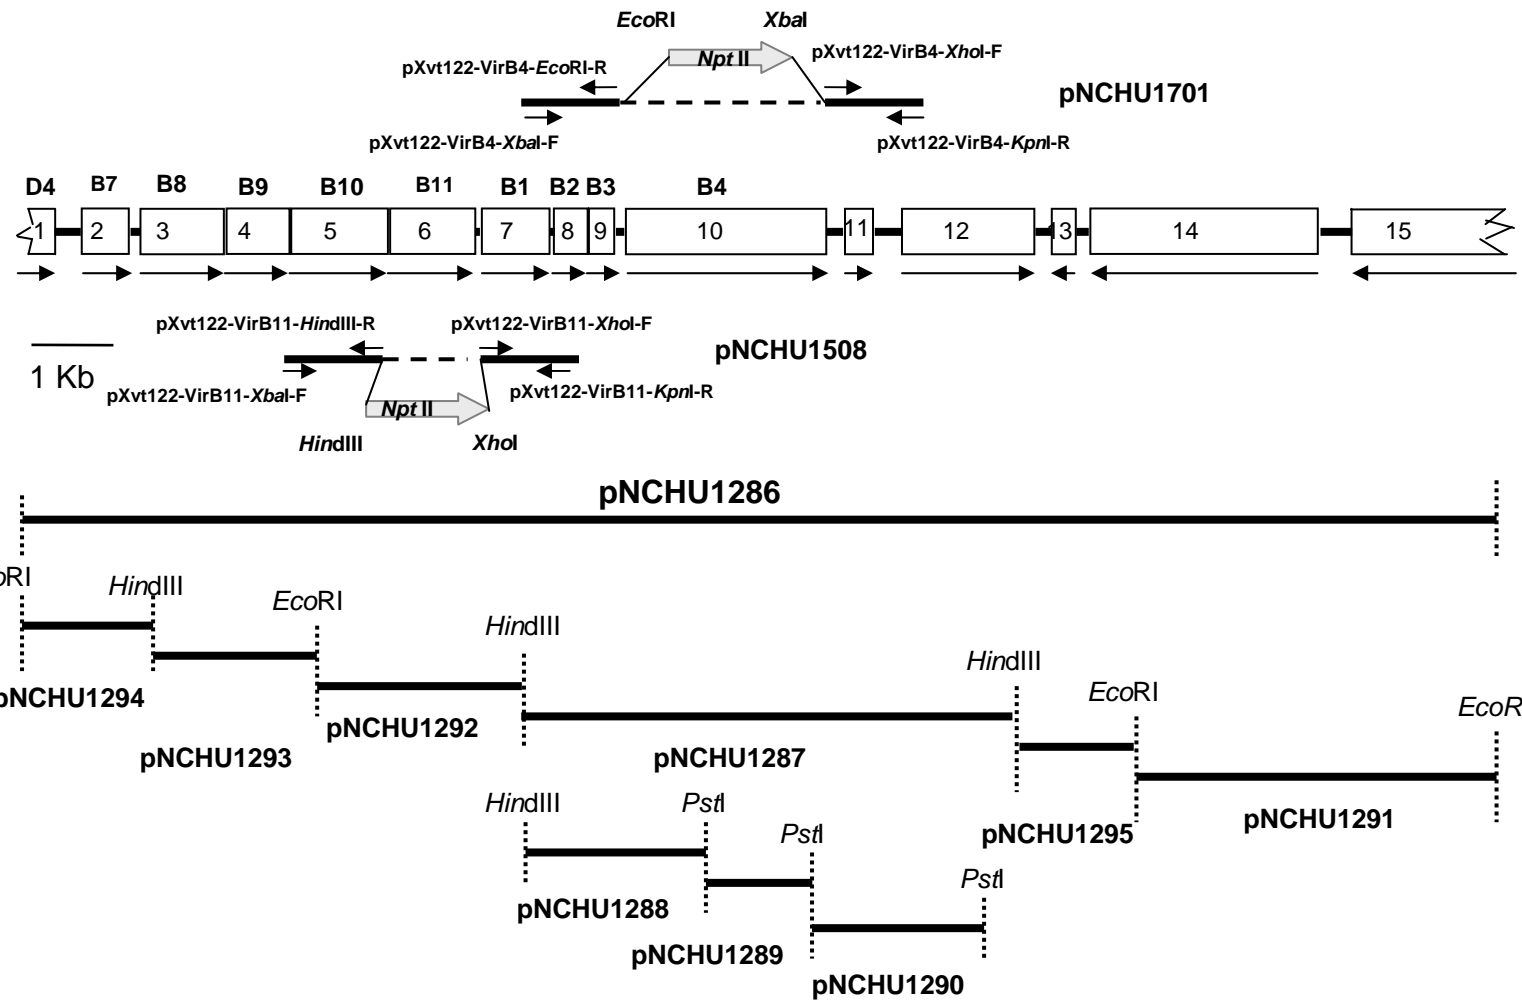 EcoRI XbaI
Npt II
pXvt122-VirB4-EcoRI-R pXvt122-VirB4-XhoI-F
pNCHU1701
pXvt122-VirB4-XbaI-F pXvt122-VirB4-KpnI-R
D4 B7 B8 B9 B10 B11 B1 B2 B3 B4
1 2 3 4 5 6 7 8 9 10 11 12 13 14 15
pXvt122-VirB11-HindIII-R pXvt122-VirB11-XhoI-F
pNCHU1508
1 Kb
pXvt122-VirB11-XbaI-F pXvt122-VirB11-KpnI-R
Npt II
HindIII XhoI
pNCHU1286
oRI HindIII EcoRI HindIII HindIII EcoRI EcoR
pNCHU1294
pNCHU1293
pNCHU1292
pNCHU1287
pNCHU1295
pNCHU1291
HindIII PstI PstI PstI
pNCHU1288
pNCHU1289
pNCHU1290